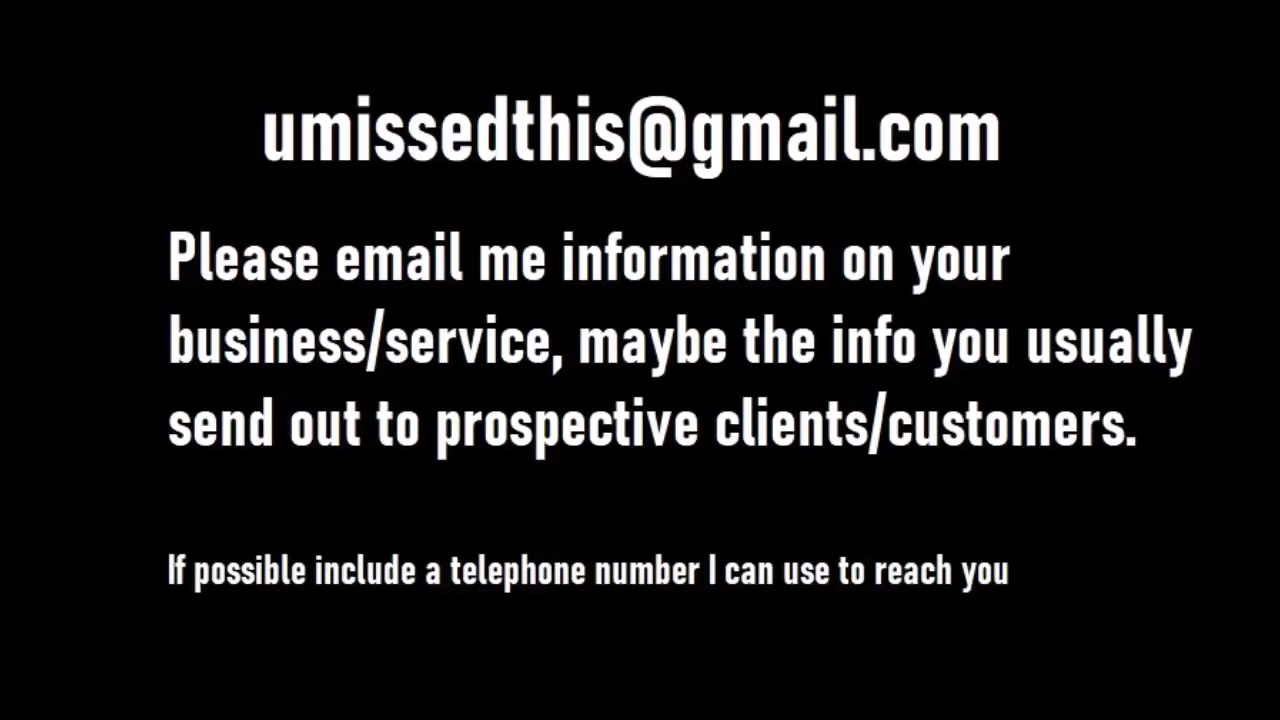 umissedthis@gmail.com
Please email me information on your
business/service, maybe the info you usually
send out to prospective clients/customers.
If possible include a telephone number I can use to reach you